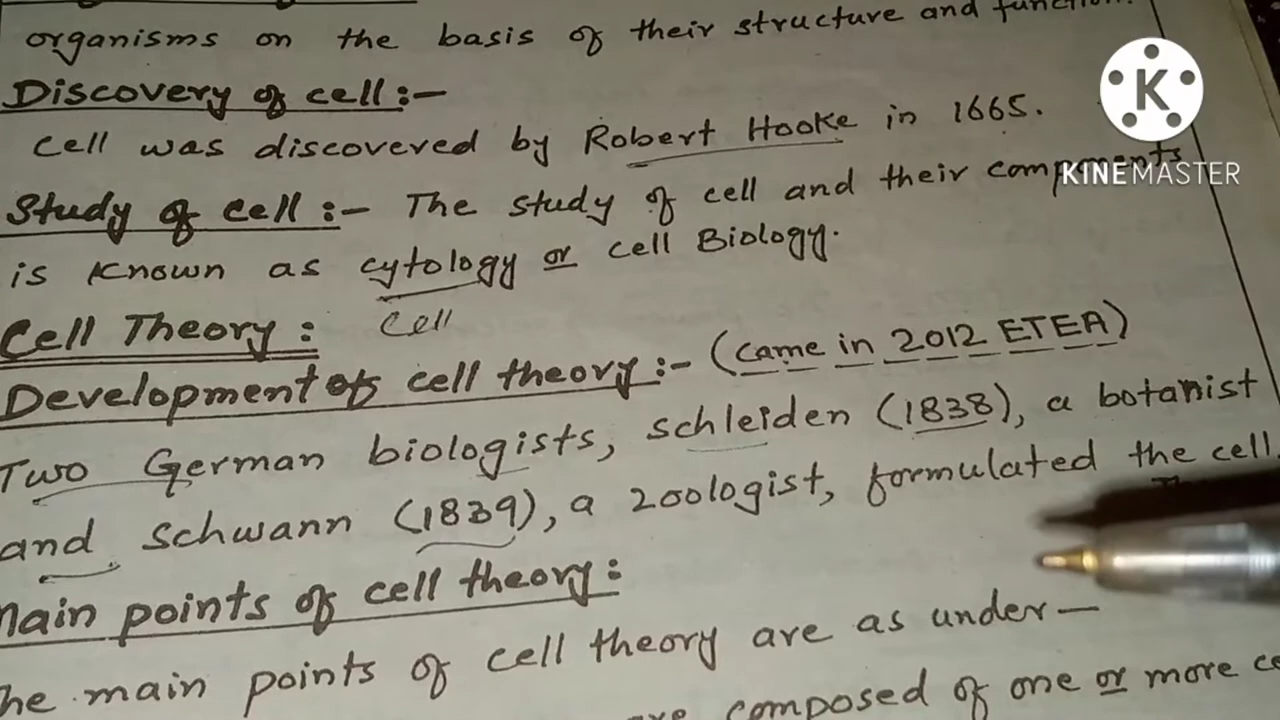 organisms on the basis of their structure and function.
Discovery of cell:-
Cell was discovered by Robert Hooke in 1665.
Study of cell:- The study of cell and their components
is known as cytology or cell Biology.
Cell
Cell Theory:
Development of cell theory:- (Came in 2012 ETEA)
Two German biologists, schleiden (1838), a botanist
and Schwann (1839), a zoologist, formulated the cell
Main points of cell theory:
The main points of cell theory are as under—
composed of one or more
K
KINEMASTER